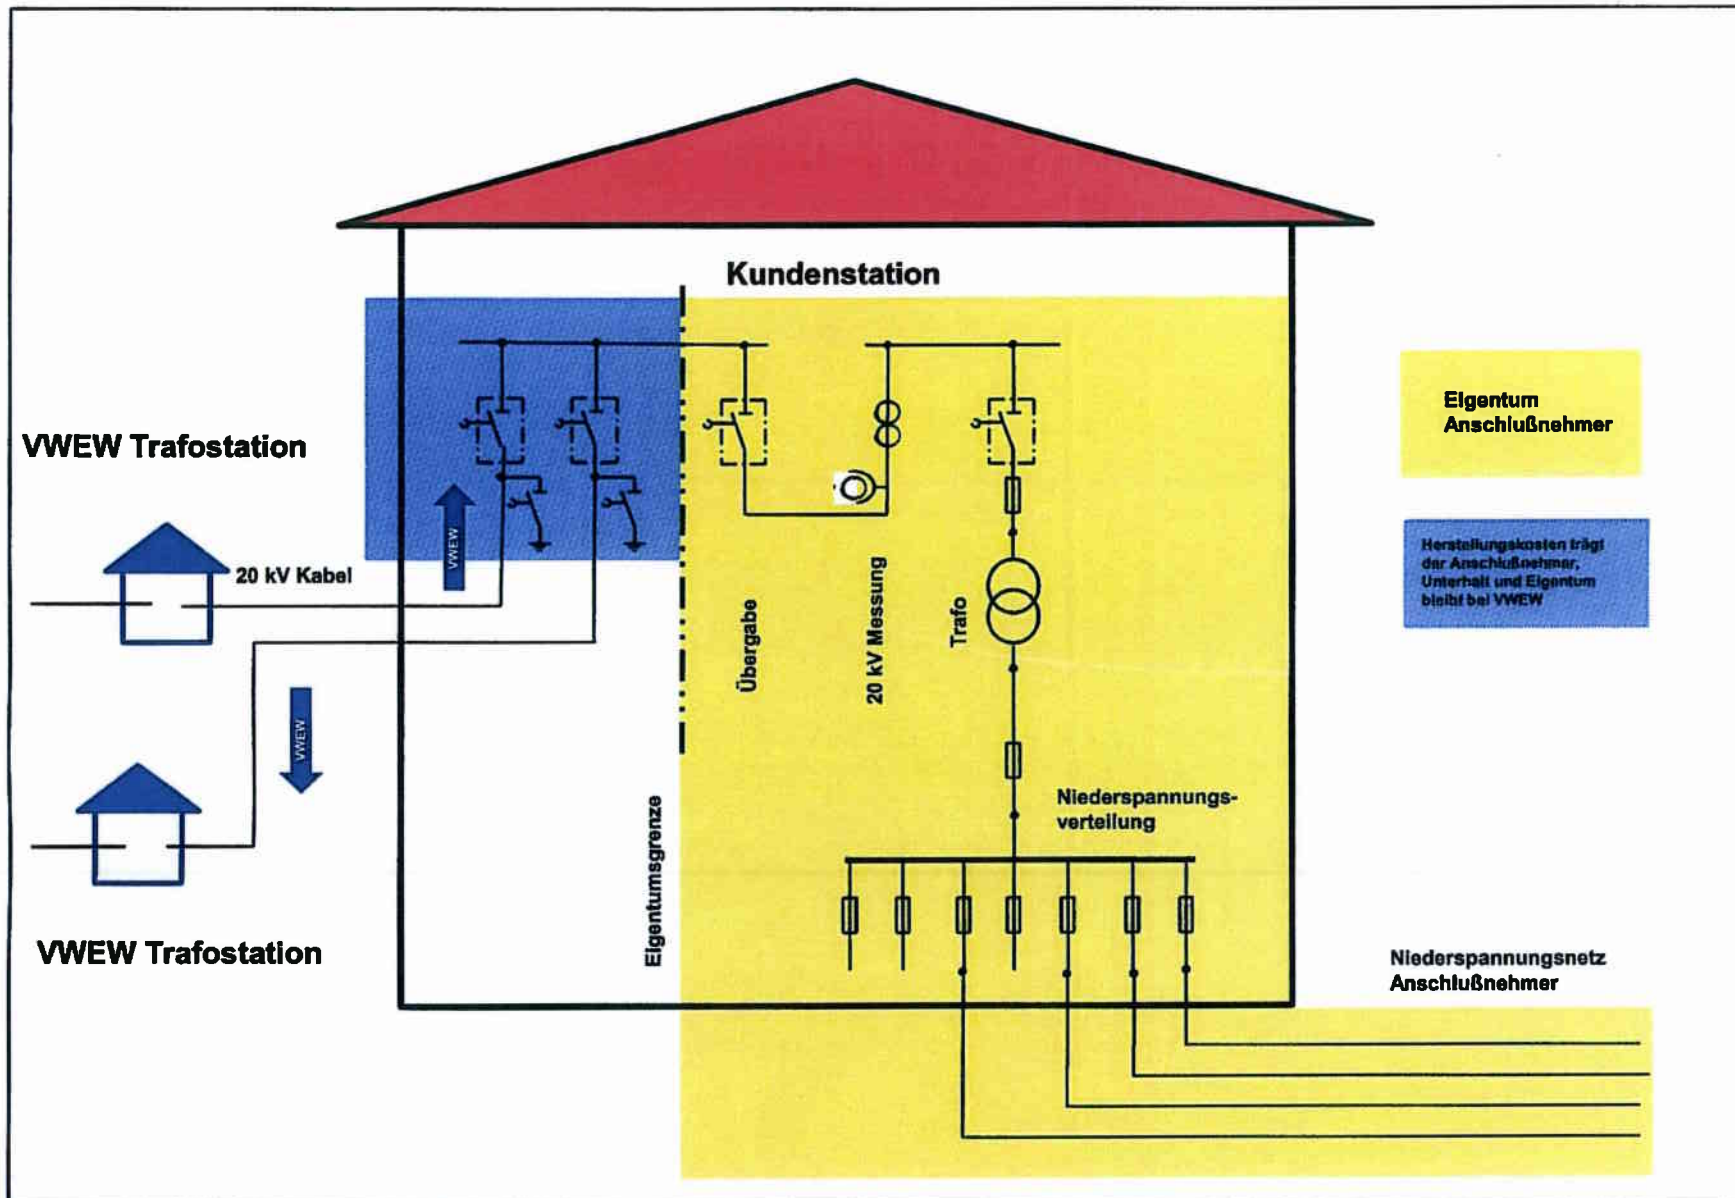 Kundenstation
VWEW Trafostation
20 kV Kabel
VWEW
VWEW
VWEW Trafostation
Eigentumsgrenze
Übergabe
20 kV Messung
Trafo
Niederspannungs-
verteilung
Eigentum
Anschlußnehmer
Herstellungskosten trägt
der Anschlußnehmer,
Unterhalt und Eigentum
bleibt bei VWEW
Niederspannungsnetz
Anschlußnehmer